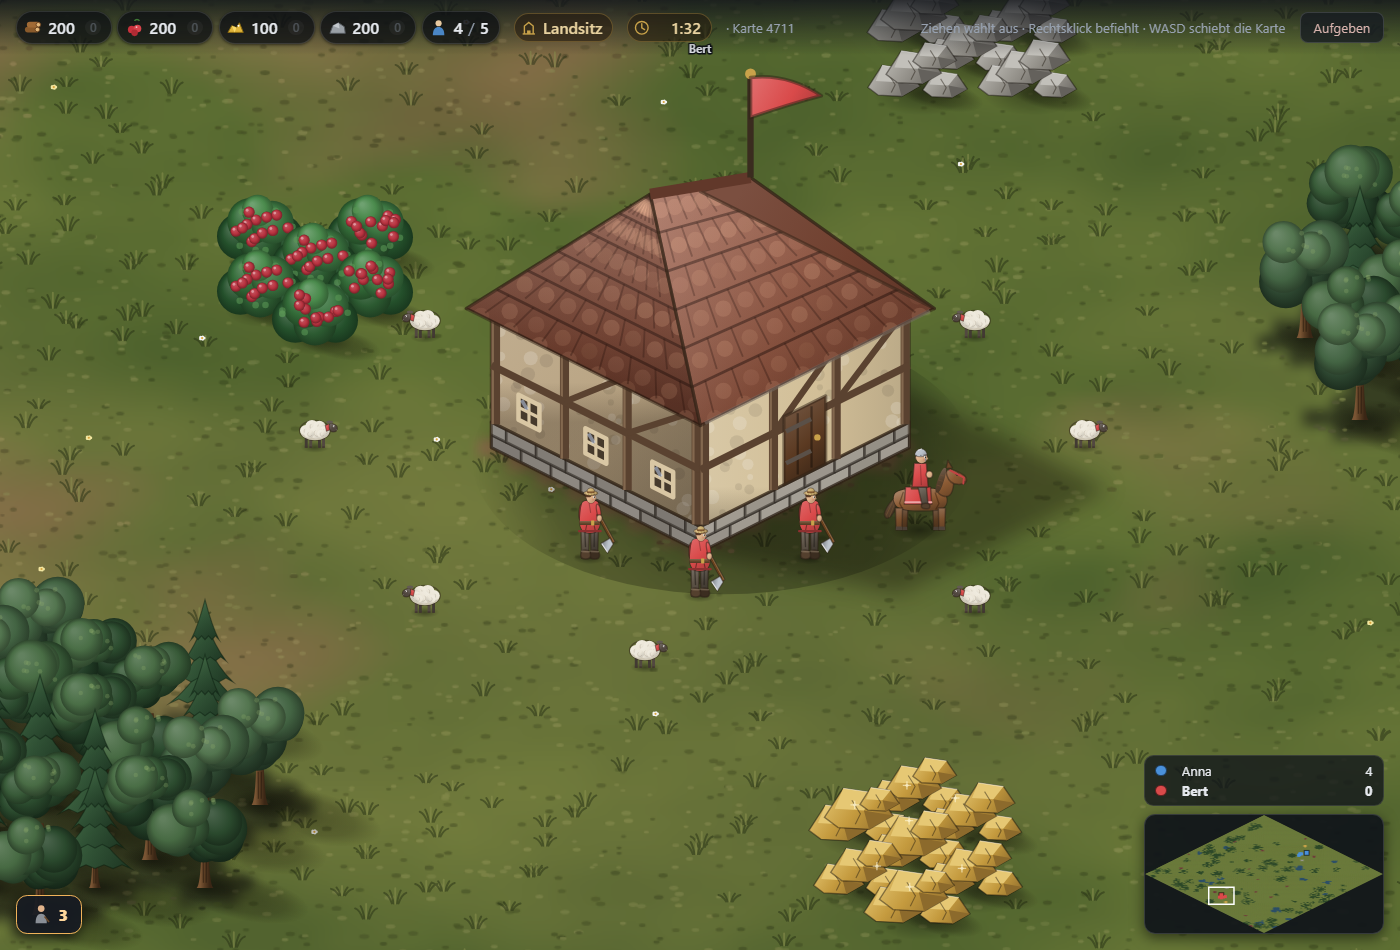 200 0 200 0 100 0 200 0 4 / 5 Landsitz 1:32 · Karte 4711 Ziehen wählt aus · Rechtsklick befiehlt · WASD schiebt die Karte Aufgeben
Bert
Anna 4
Bert 0
3